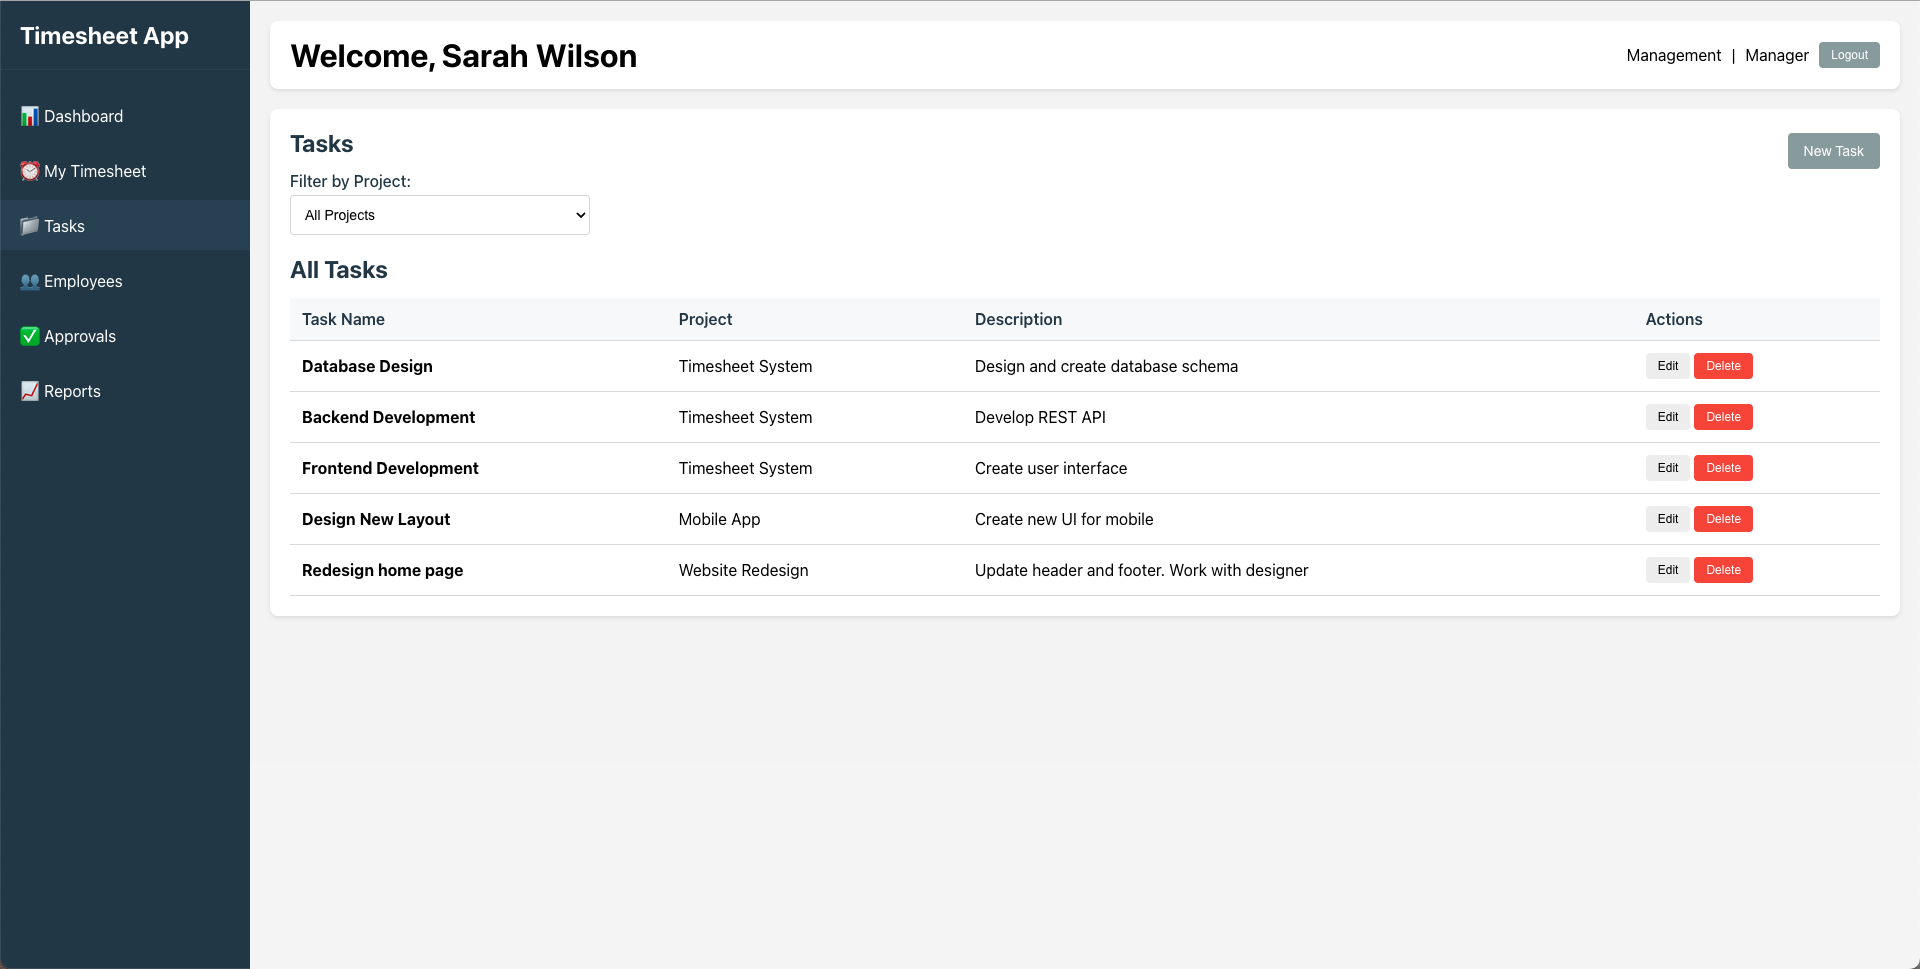 Timesheet App
Dashboard
My Timesheet
Tasks
Employees
Approvals
Reports
Welcome, Sarah Wilson
Management | Manager Logout
Tasks
New Task
Filter by Project:
All Projects
All Tasks
Task Name Project Description Actions
Database Design Timesheet System Design and create database schema Edit Delete
Backend Development Timesheet System Develop REST API Edit Delete
Frontend Development Timesheet System Create user interface Edit Delete
Design New Layout Mobile App Create new UI for mobile Edit Delete
Redesign home page Website Redesign Update header and footer. Work with designer Edit Delete